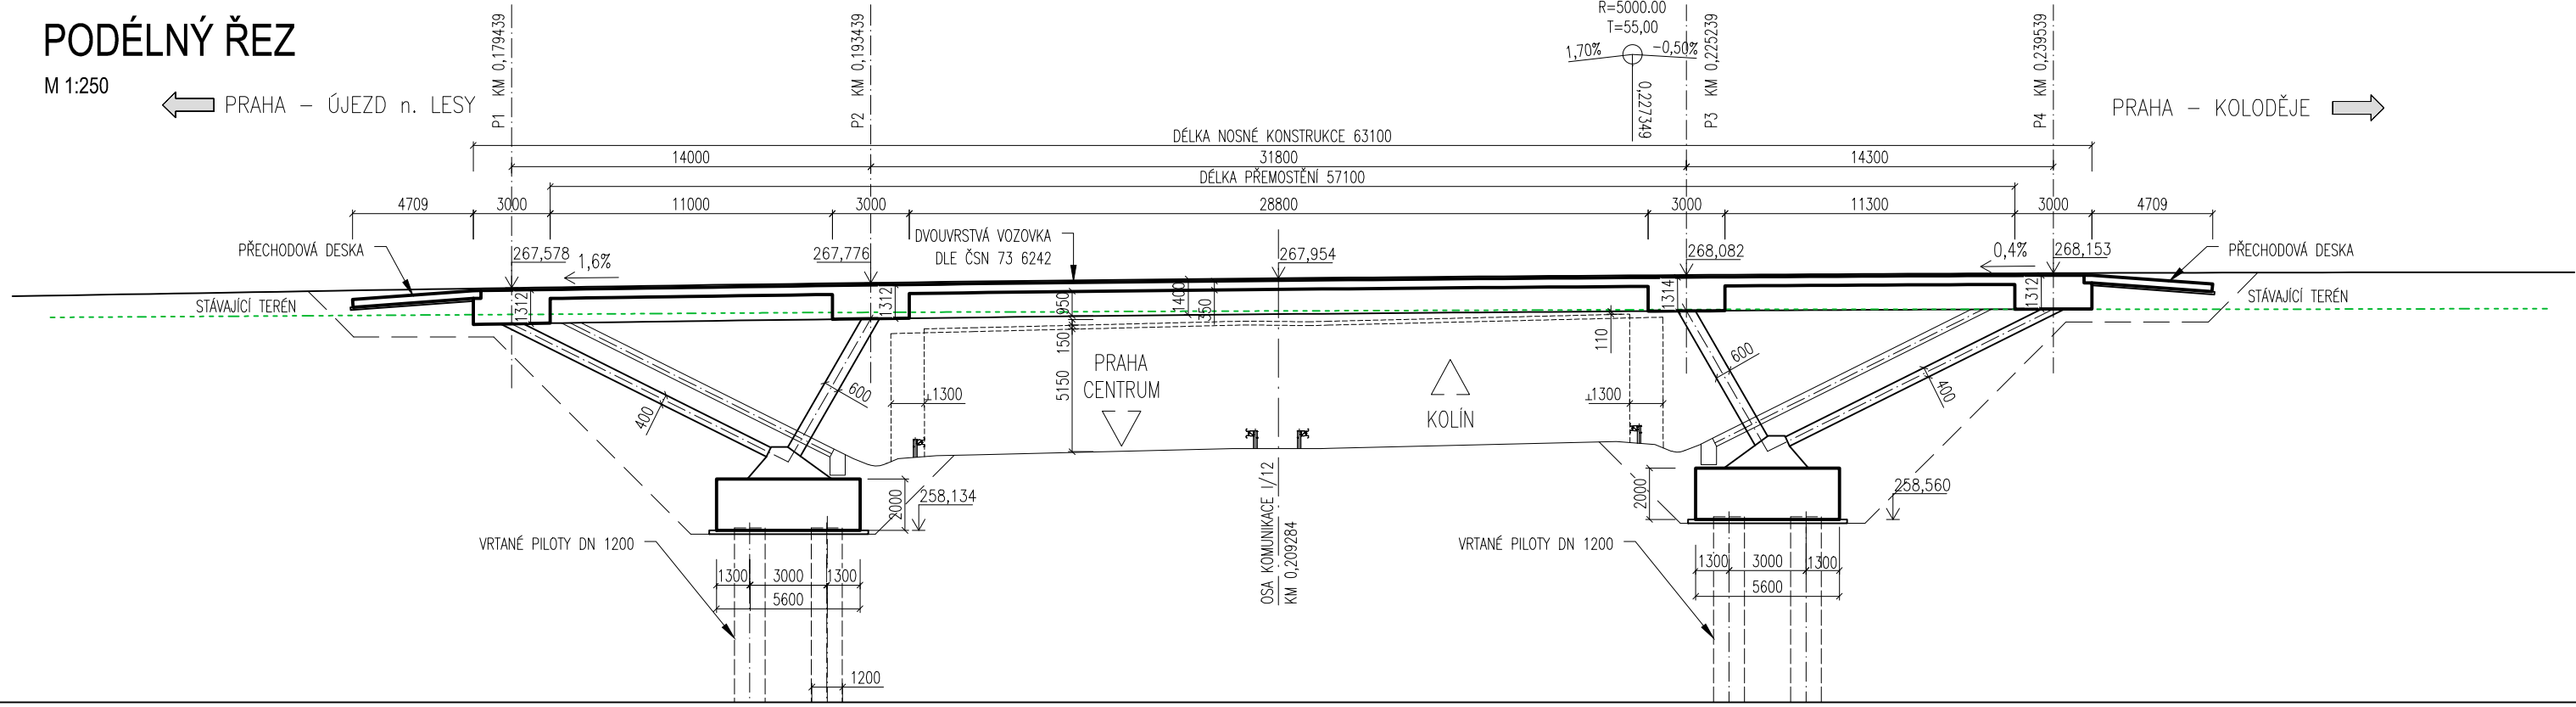 PODÉLNÝ ŘEZ
M 1:250
PRAHA - ÚJEZD n. LESY
P1 KM 0,179439
P2 KM 0,193439
R=5000.00
T=55,00
1,70%
-0,50%
0,227349
P3 KM 0,225239
P4 KM 0,239539
PRAHA - KOLODĚJE
DÉLKA NOSNÉ KONSTRUKCE 63100
14000
31800
14300
DÉLKA PŘEMOSTĚNÍ 57100
4709
3000
11000
3000
28800
3000
11300
3000
4709
PŘECHODOVÁ DESKA
267,578
1,6%
267,776
DVOUVRSTVÁ VOZOVKA
DLE ČSN 73 6242
267,954
268,082
0,4%
268,153
PŘECHODOVÁ DESKA
STÁVAJÍCÍ TERÉN
1312
1312
950
1400
350
1314
1312
STÁVAJÍCÍ TERÉN
150
110
5150
PRAHA
CENTRUM
KOLÍN
400
600
⊥1300
⊥1300
600
400
2000
258,134
OSA KOMUNIKACE I/12
KM 0,209284
2000
258,560
VRTANÉ PILOTY DN 1200
1300
3000
1300
5600
1200
VRTANÉ PILOTY DN 1200
1300
3000
1300
5600